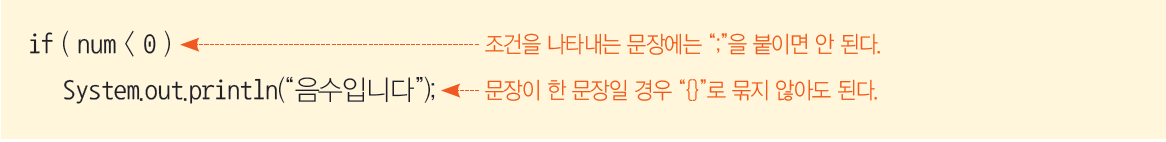 if ( num < 0 ) 조건을 나타내는 문장에는 “;”을 붙이면 안 된다.
System.out.println(“음수입니다”); 문장이 한 문장일 경우 “{}”로 묶지 않아도 된다.